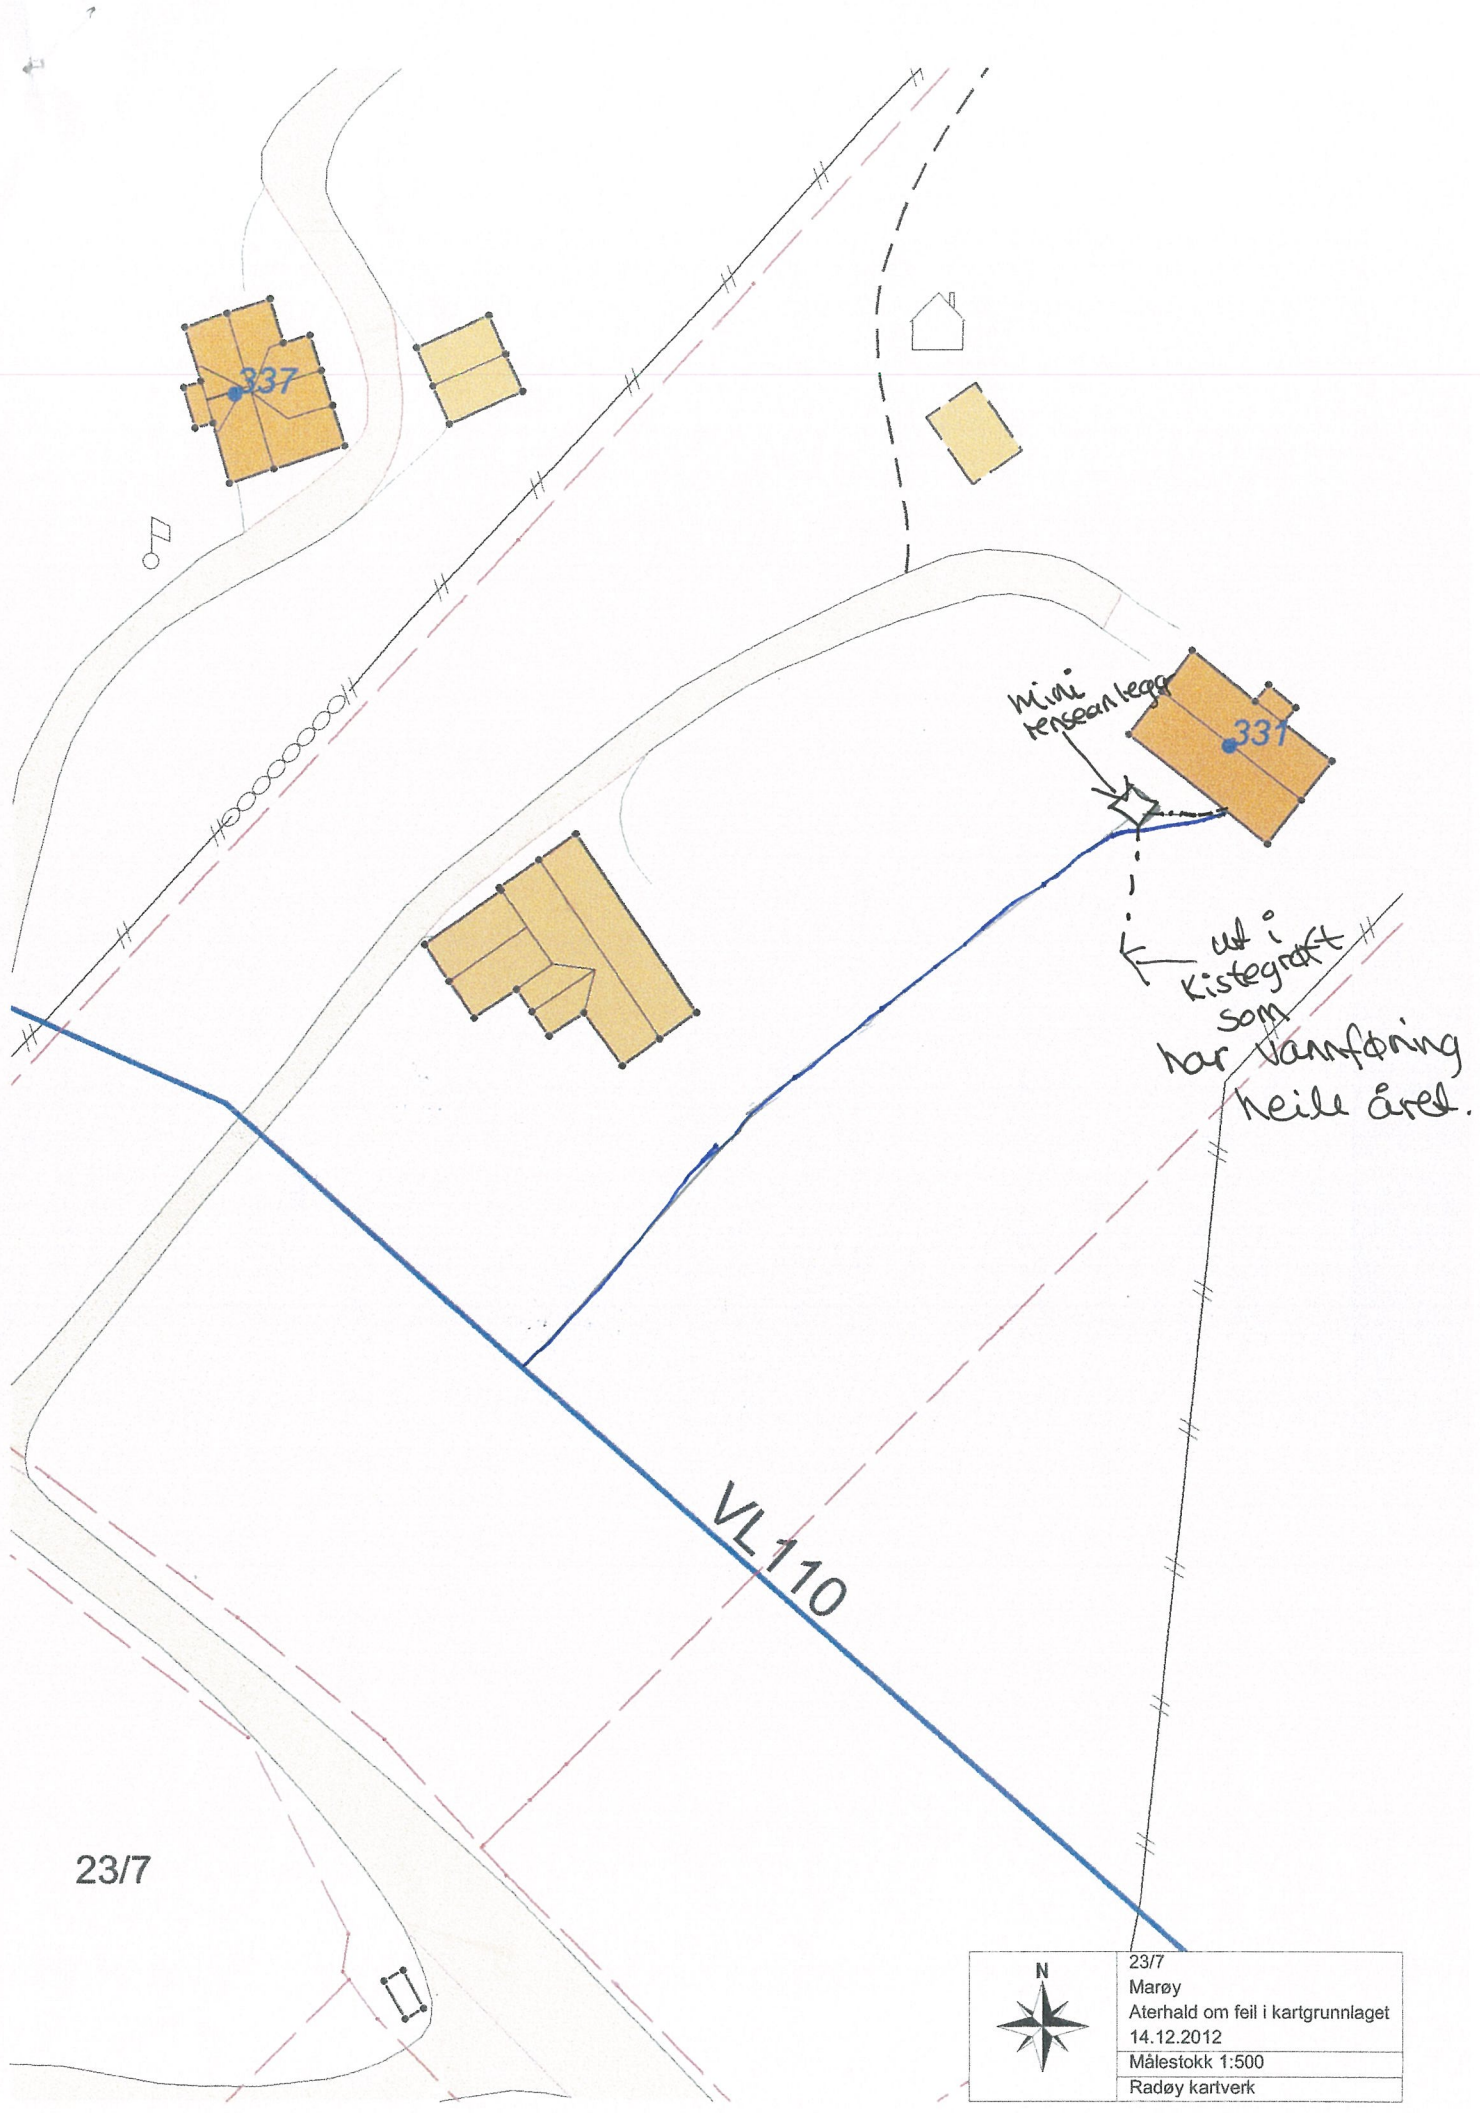 337
mini
renseanlegg
331
ut i
Kistegrøft
som
har vannføring
heile året.
VL110
23/7
N
23/7
Marøy
Aterhald om feil i kartgrunnlaget
14.12.2012
Målestokk 1:500
Radøy kartverk